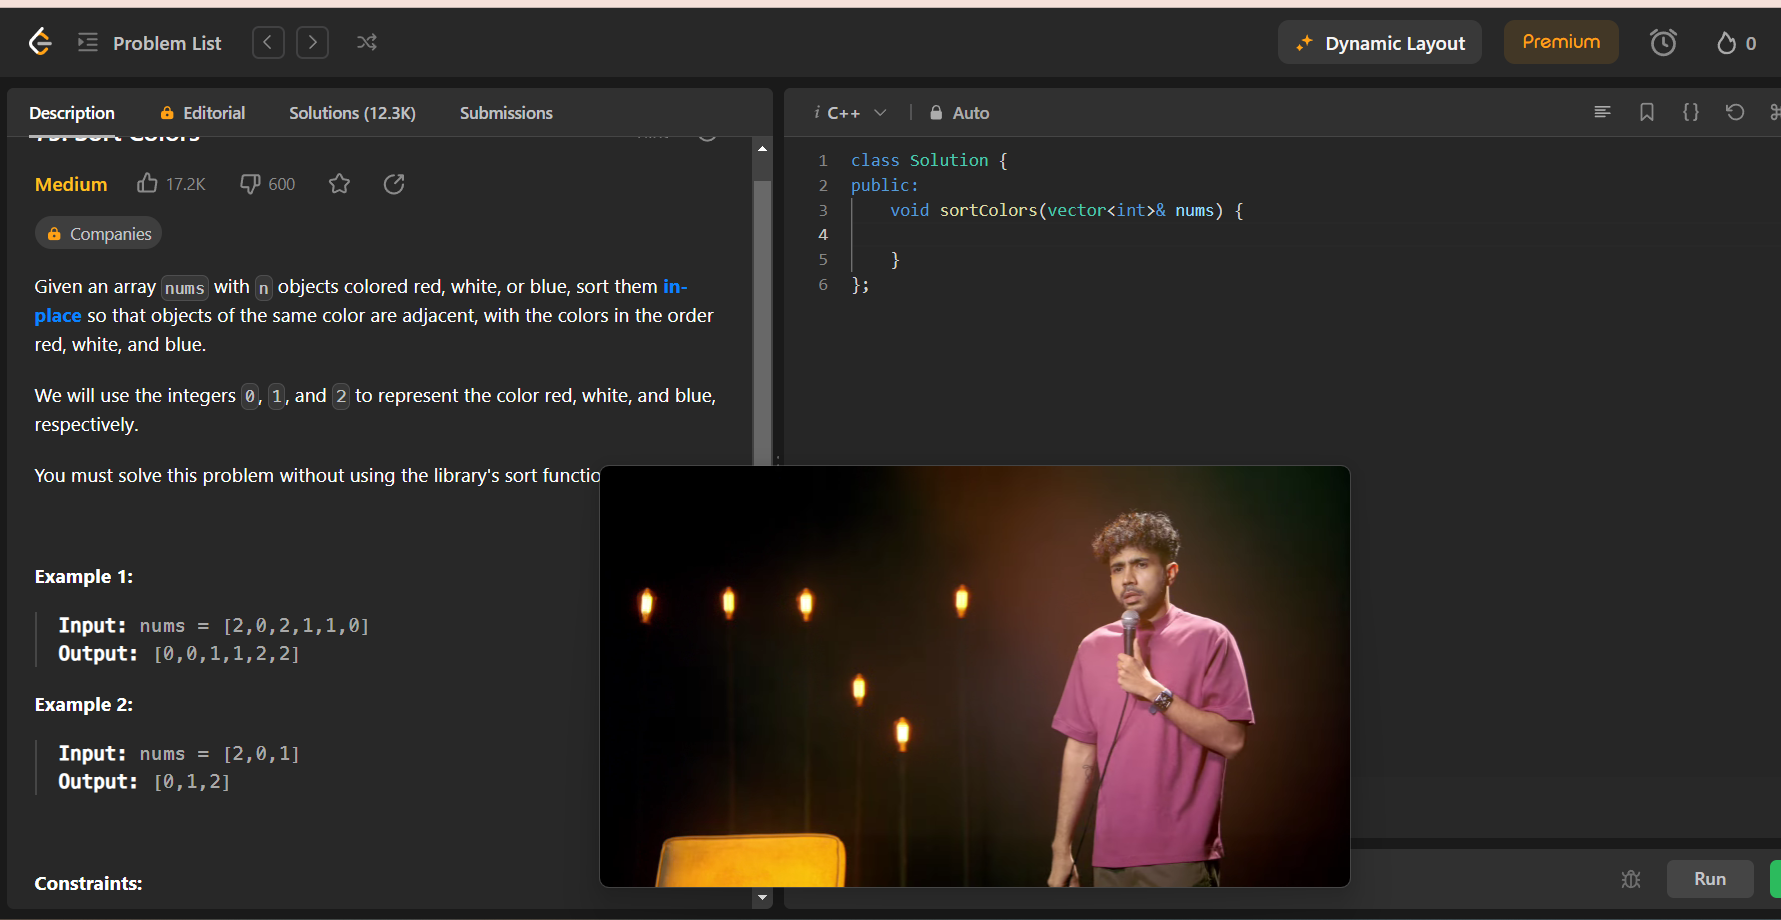 Problem List
Dynamic Layout
Premium
0
Description
Editorial
Solutions (12.3K)
Submissions
75. Sort Colors
Medium
17.2K
600
Companies
Given an array nums with n objects colored red, white, or blue, sort them in-
place so that objects of the same color are adjacent, with the colors in the order
red, white, and blue.
We will use the integers 0, 1, and 2 to represent the color red, white, and blue,
respectively.
You must solve this problem without using the library's sort functio
Example 1:
Input: nums = [2,0,2,1,1,0]
Output: [0,0,1,1,2,2]
Example 2:
Input: nums = [2,0,1]
Output: [0,1,2]
Constraints:
i C++
Auto
1 class Solution {
2 public:
3 void sortColors(vector<int>& nums) {
4
5 }
6 };
Run